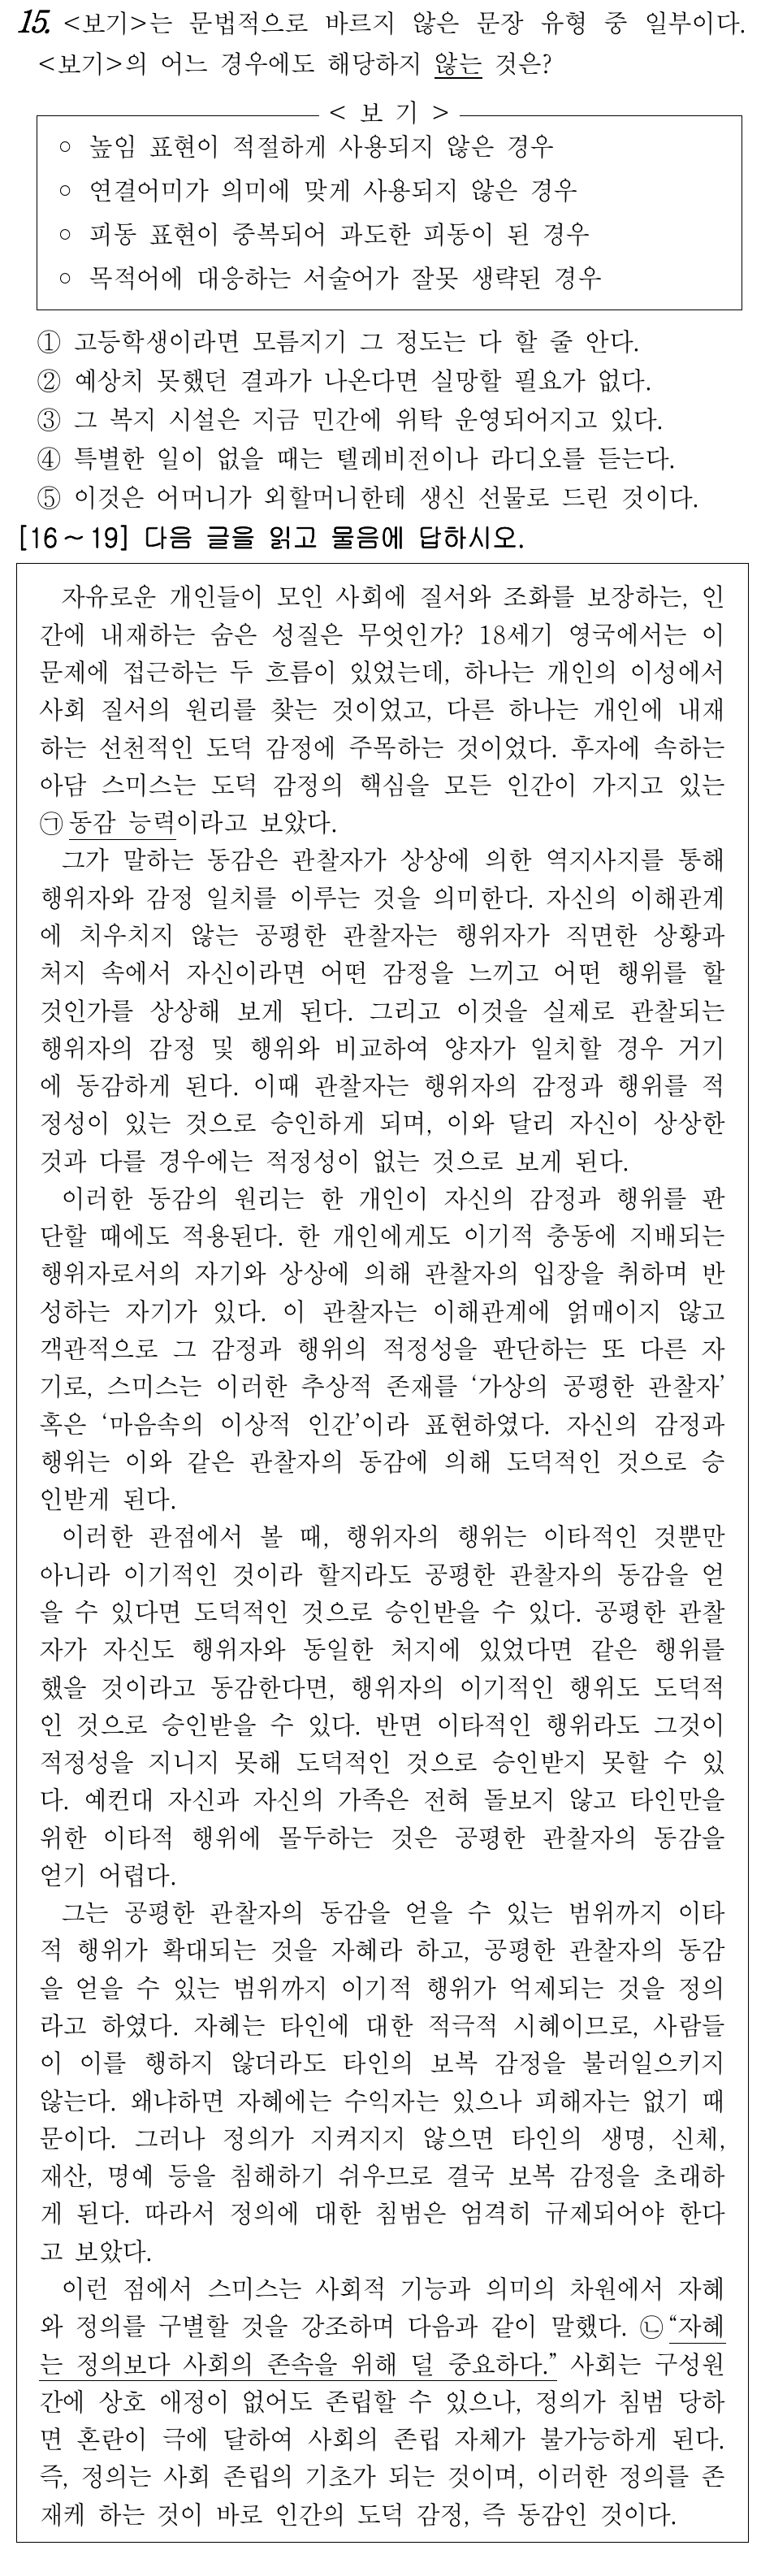 15. <보기>는 문법적으로 바르지 않은 문장 유형 중 일부이다.
<보기>의 어느 경우에도 해당하지 않는 것은?
< 보 기 >
○ 높임 표현이 적절하게 사용되지 않은 경우
○ 연결어미가 의미에 맞게 사용되지 않은 경우
○ 피동 표현이 중복되어 과도한 피동이 된 경우
○ 목적어에 대응하는 서술어가 잘못 생략된 경우
① 고등학생이라면 모름지기 그 정도는 다 할 줄 안다.
② 예상치 못했던 결과가 나온다면 실망할 필요가 없다.
③ 그 복지 시설은 지금 민간에 위탁 운영되어지고 있다.
④ 특별한 일이 없을 때는 텔레비전이나 라디오를 듣는다.
⑤ 이것은 어머니가 외할머니한테 생신 선물로 드린 것이다.
[16～19] 다음 글을 읽고 물음에 답하시오.
자유로운 개인들이 모인 사회에 질서와 조화를 보장하는, 인
간에 내재하는 숨은 성질은 무엇인가? 18세기 영국에서는 이
문제에 접근하는 두 흐름이 있었는데, 하나는 개인의 이성에서
사회 질서의 원리를 찾는 것이었고, 다른 하나는 개인에 내재
하는 선천적인 도덕 감정에 주목하는 것이었다. 후자에 속하는
아담 스미스는 도덕 감정의 핵심을 모든 인간이 가지고 있는
㉠동감 능력이라고 보았다.
그가 말하는 동감은 관찰자가 상상에 의한 역지사지를 통해
행위자와 감정 일치를 이루는 것을 의미한다. 자신의 이해관계
에 치우치지 않는 공평한 관찰자는 행위자가 직면한 상황과
처지 속에서 자신이라면 어떤 감정을 느끼고 어떤 행위를 할
것인가를 상상해 보게 된다. 그리고 이것을 실제로 관찰되는
행위자의 감정 및 행위와 비교하여 양자가 일치할 경우 거기
에 동감하게 된다. 이때 관찰자는 행위자의 감정과 행위를 적
정성이 있는 것으로 승인하게 되며, 이와 달리 자신이 상상한
것과 다를 경우에는 적정성이 없는 것으로 보게 된다.
이러한 동감의 원리는 한 개인이 자신의 감정과 행위를 판
단할 때에도 적용된다. 한 개인에게도 이기적 충동에 지배되는
행위자로서의 자기와 상상에 의해 관찰자의 입장을 취하며 반
성하는 자기가 있다. 이 관찰자는 이해관계에 얽매이지 않고
객관적으로 그 감정과 행위의 적정성을 판단하는 또 다른 자
기로, 스미스는 이러한 추상적 존재를 ‘가상의 공평한 관찰자’
혹은 ‘마음속의 이상적 인간’이라 표현하였다. 자신의 감정과
행위는 이와 같은 관찰자의 동감에 의해 도덕적인 것으로 승
인받게 된다.
이러한 관점에서 볼 때, 행위자의 행위는 이타적인 것뿐만
아니라 이기적인 것이라 할지라도 공평한 관찰자의 동감을 얻
을 수 있다면 도덕적인 것으로 승인받을 수 있다. 공평한 관찰
자가 자신도 행위자와 동일한 처지에 있었다면 같은 행위를
했을 것이라고 동감한다면, 행위자의 이기적인 행위도 도덕적
인 것으로 승인받을 수 있다. 반면 이타적인 행위라도 그것이
적정성을 지니지 못해 도덕적인 것으로 승인받지 못할 수 있
다. 예컨대 자신과 자신의 가족은 전혀 돌보지 않고 타인만을
위한 이타적 행위에 몰두하는 것은 공평한 관찰자의 동감을
얻기 어렵다.
그는 공평한 관찰자의 동감을 얻을 수 있는 범위까지 이타
적 행위가 확대되는 것을 자혜라 하고, 공평한 관찰자의 동감
을 얻을 수 있는 범위까지 이기적 행위가 억제되는 것을 정의
라고 하였다. 자혜는 타인에 대한 적극적 시혜이므로, 사람들
이 이를 행하지 않더라도 타인의 보복 감정을 불러일으키지
않는다. 왜냐하면 자혜에는 수익자는 있으나 피해자는 없기 때
문이다. 그러나 정의가 지켜지지 않으면 타인의 생명, 신체,
재산, 명예 등을 침해하기 쉬우므로 결국 보복 감정을 초래하
게 된다. 따라서 정의에 대한 침범은 엄격히 규제되어야 한다
고 보았다.
이런 점에서 스미스는 사회적 기능과 의미의 차원에서 자혜
와 정의를 구별할 것을 강조하며 다음과 같이 말했다. ㉡“자혜
는 정의보다 사회의 존속을 위해 덜 중요하다.” 사회는 구성원
간에 상호 애정이 없어도 존립할 수 있으나, 정의가 침범 당하
면 혼란이 극에 달하여 사회의 존립 자체가 불가능하게 된다.
즉, 정의는 사회 존립의 기초가 되는 것이며, 이러한 정의를 존
재케 하는 것이 바로 인간의 도덕 감정, 즉 동감인 것이다.